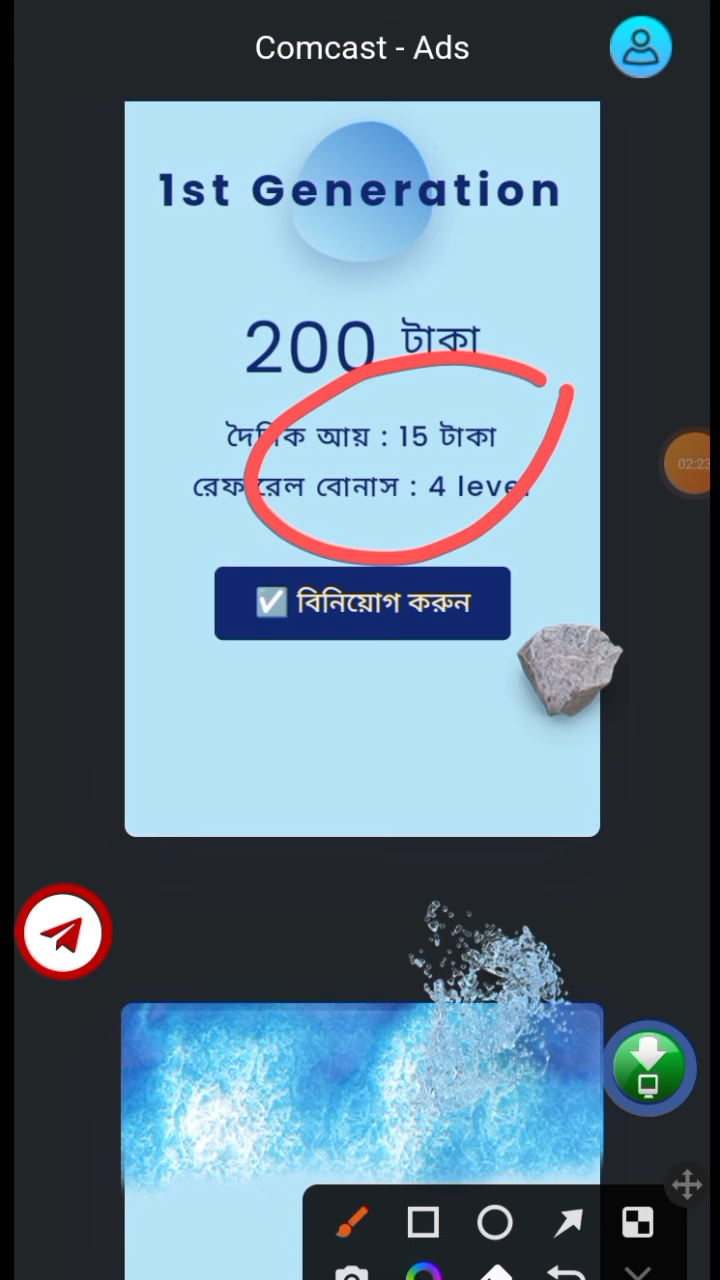 Comcast - Ads
1st Generation
200 টাকা
দৈনিক আয় : 15 টাকা
রেফারেল বোনাস : 4 level
02:23
বিনিয়োগ করুন